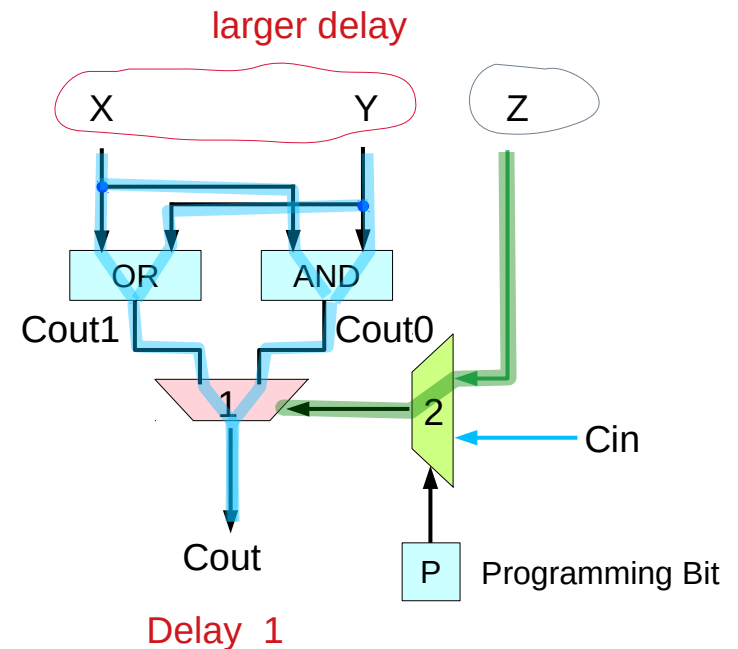 larger delay
X Y Z
OR AND
Cout1 Cout0
1 2
Cin
Cout
P Programming Bit
Delay 1